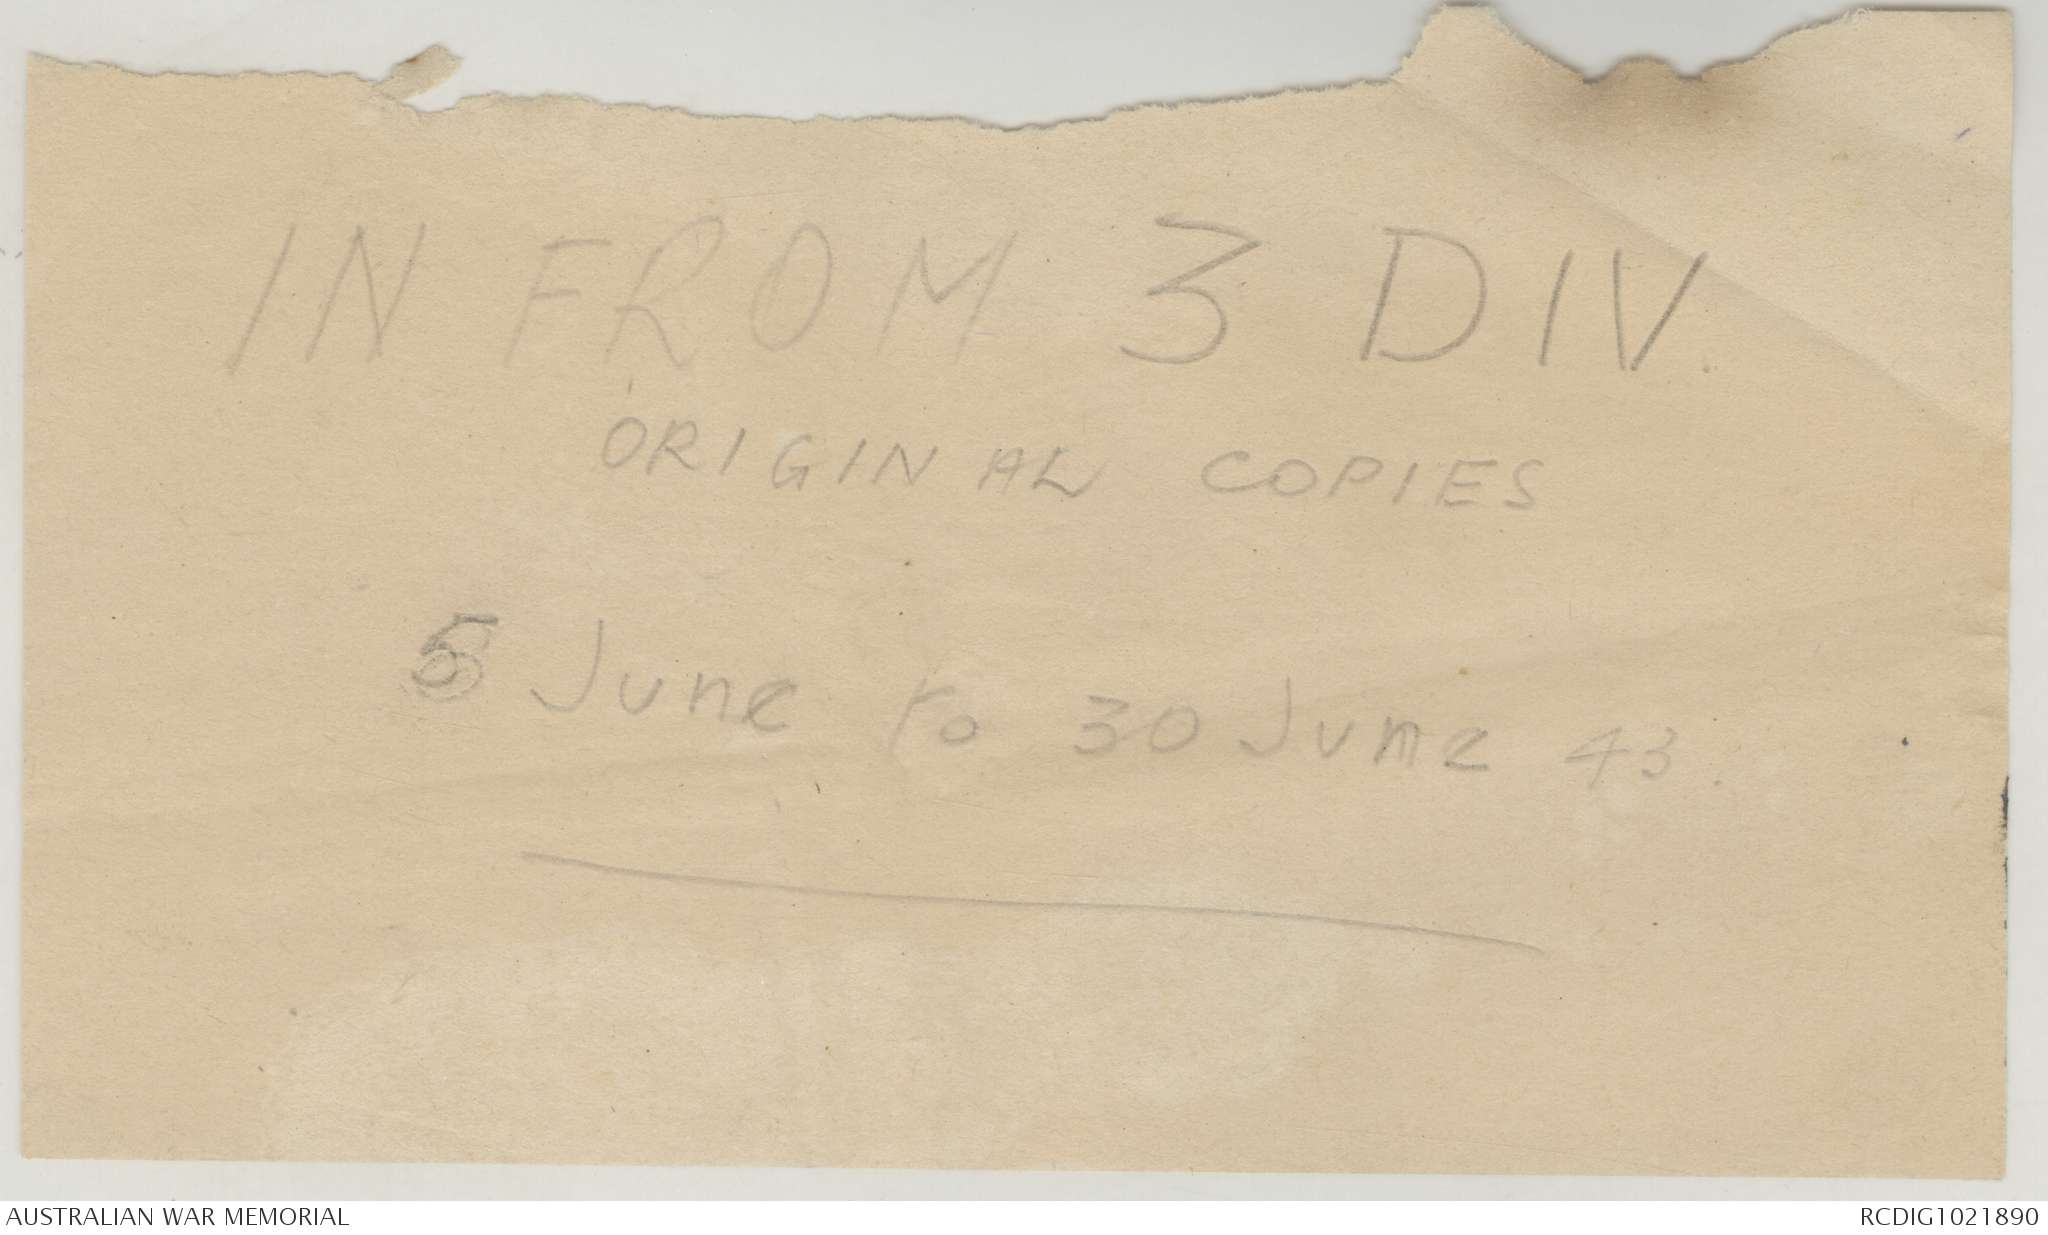 IN FROM 3 DIV.
ORIGINAL COPIES
5 June to 30 June 43.
AUSTRALIAN WAR MEMORIAL
RCDIG1021890